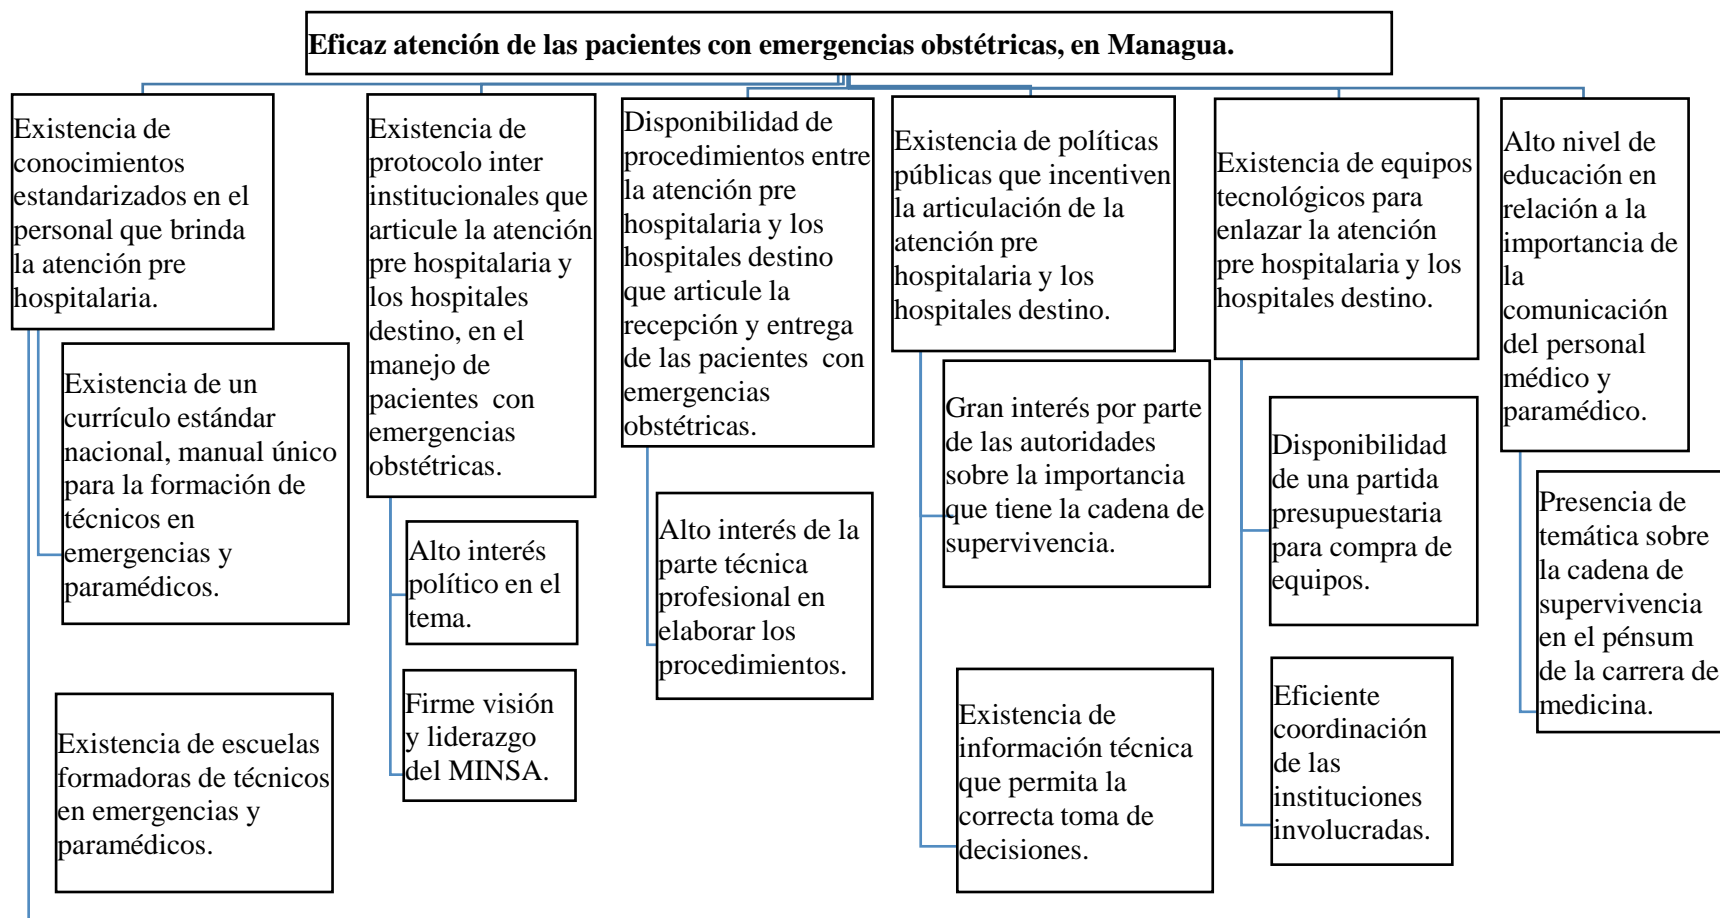 Eficaz atención de las pacientes con emergencias obstétricas, en Managua.
Existencia de
conocimientos
estandarizados en el
personal que brinda
la atención pre
hospitalaria.
Existencia de un
currículo estándar
nacional, manual único
para la formación de
técnicos en
emergencias y
paramédicos.
Existencia de escuelas
formadoras de técnicos
en emergencias y
paramédicos.
Existencia de
protocolo inter
institucionales que
articule la atención
pre hospitalaria y
los hospitales
destino, en el
manejo de
pacientes con
emergencias
obstétricas.
Alto interés
político en el
tema.
Firme visión
y liderazgo
del MINSA.
Disponibilidad de
procedimientos entre
la atención pre
hospitalaria y los
hospitales destino
que articule la
recepción y entrega
de las pacientes con
emergencias
obstétricas.
Alto interés de la
parte técnica
profesional en
elaborar los
procedimientos.
Existencia de políticas
públicas que incentiven
la articulación de la
atención pre
hospitalaria y los
hospitales destino.
Gran interés por parte
de las autoridades
sobre la importancia
que tiene la cadena de
supervivencia.
Existencia de
información técnica
que permita la
correcta toma de
decisiones.
Existencia de equipos
tecnológicos para
enlazar la atención
pre hospitalaria y los
hospitales destino.
Disponibilidad
de una partida
presupuestaria
para compra de
equipos.
Eficiente
coordinación
de las
instituciones
involucradas.
Alto nivel de
educación en
relación a la
importancia de
la
comunicación
del personal
médico y
paramédico.
Presencia de
temática sobre
la cadena de
supervivencia
en el pénsum
de la carrera de
medicina.